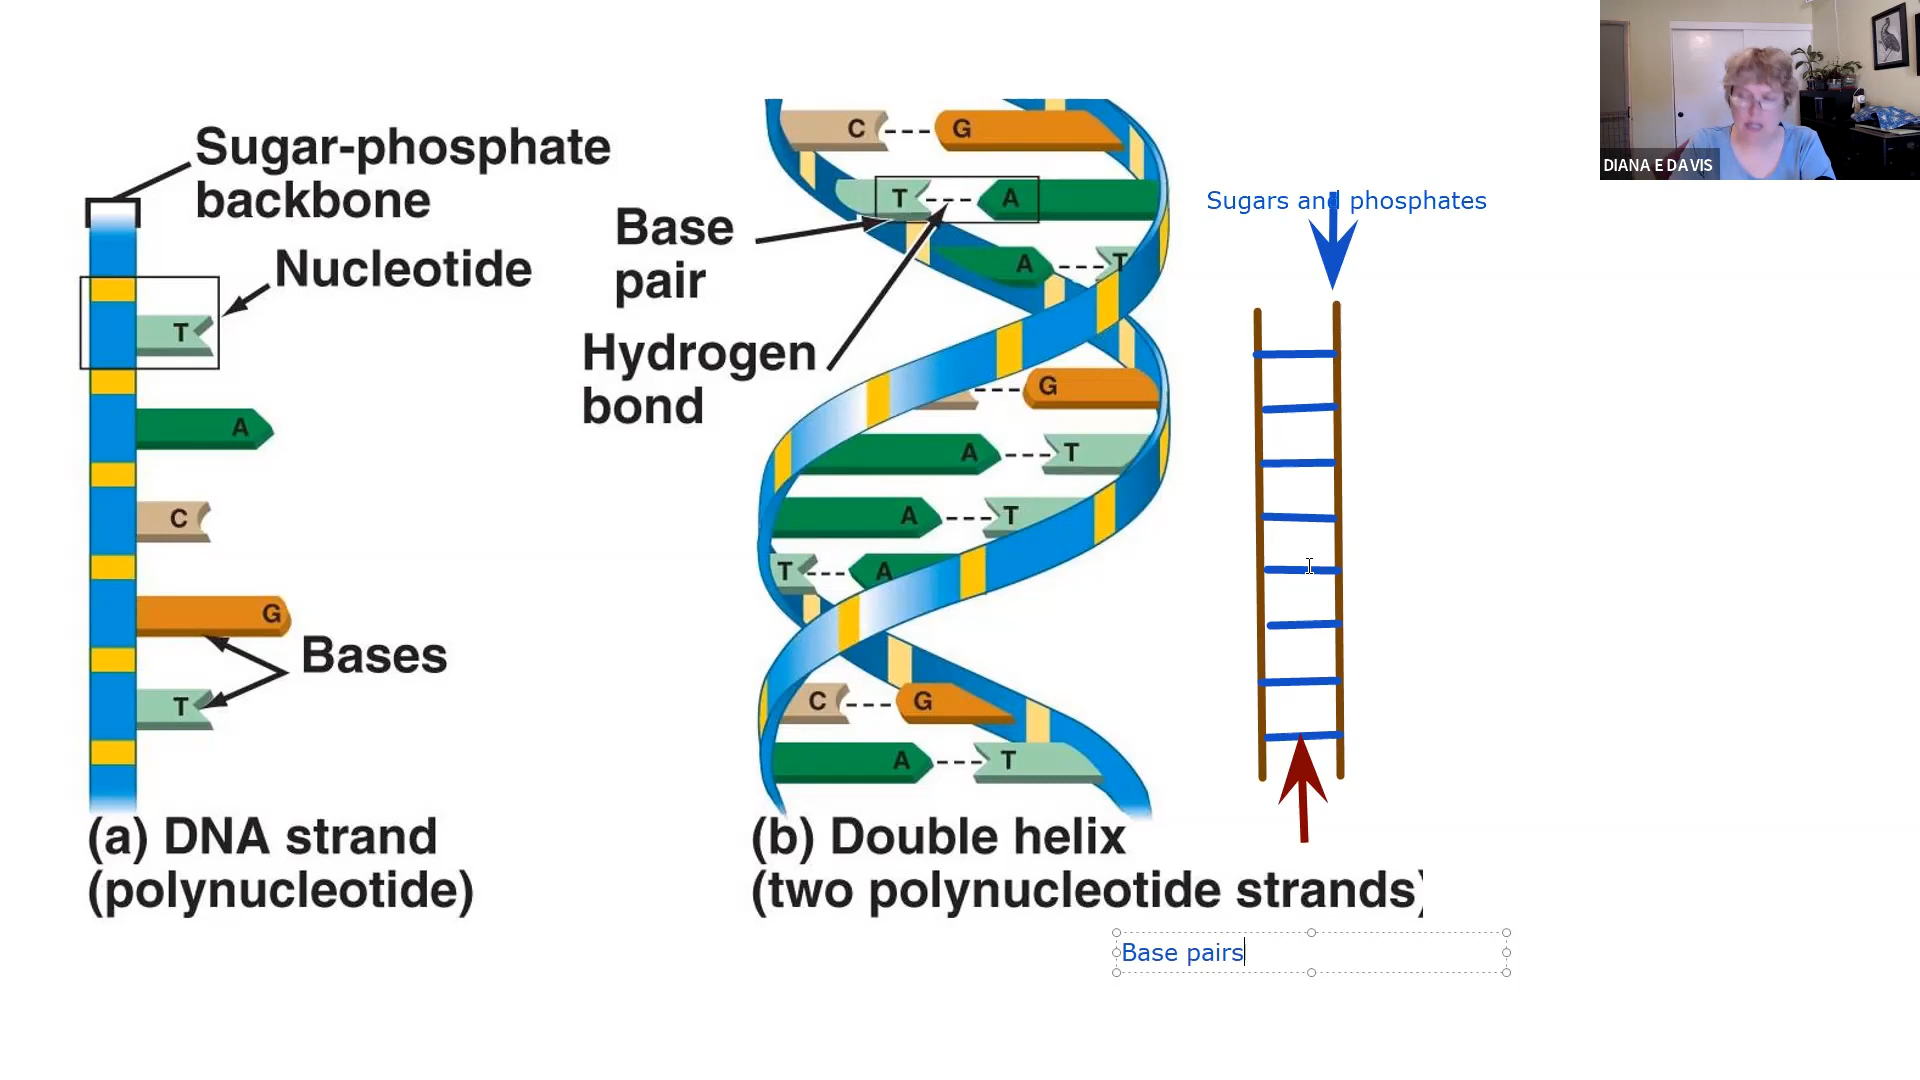 Sugar-phosphate
backbone
Nucleotide
T
A
C
G
T
Bases
(a) DNA strand
(polynucleotide)
C G
T A
Base
pair
A T
Hydrogen
bond
G
A T
A T
T A
C G
A T
(b) Double helix
(two polynucleotide strands)
Sugars and phosphates
Base pairs
DIANA E DAVIS